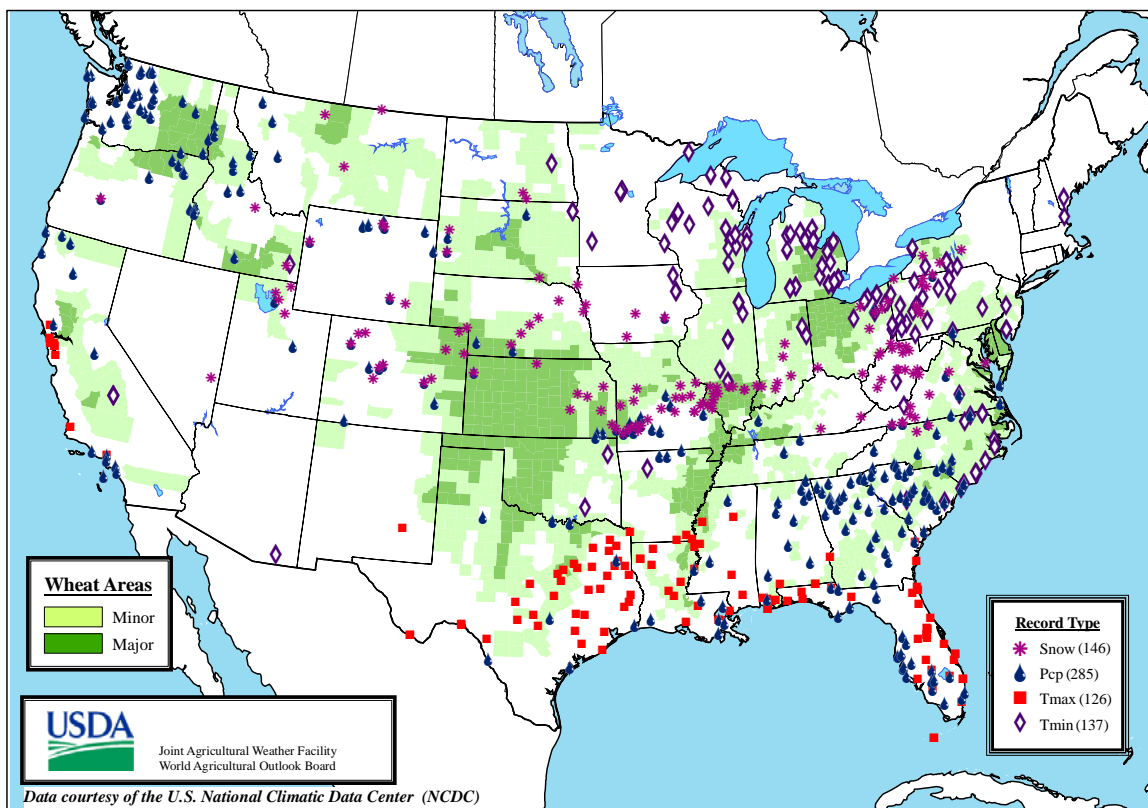 Wheat Areas
Minor
Major
Record Type
Snow (146)
Pcp (285)
Tmax (126)
Tmin (137)
USDA
Joint Agricultural Weather Facility
World Agricultural Outlook Board
Data courtesy of the U.S. National Climatic Data Center (NCDC)